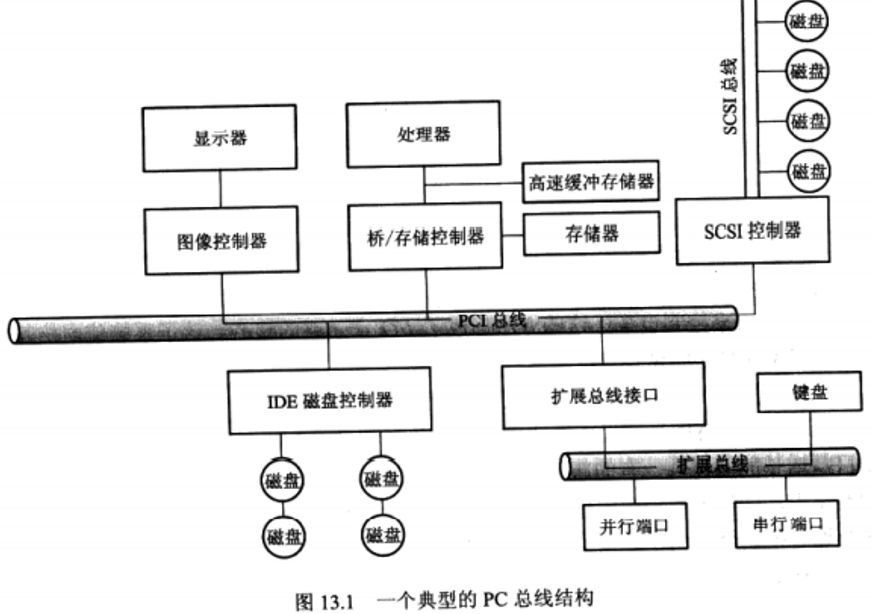 磁盘
磁盘
SCSI 总线
磁盘
磁盘
显示器
处理器
高速缓冲存储器
图像控制器
桥/存储控制器
存储器
SCSI 控制器
PCI 总线
IDE 磁盘控制器
扩展总线接口
键盘
磁盘
磁盘
扩展总线
磁盘
磁盘
并行端口
串行端口
图 13.1 一个典型的 PC 总线结构